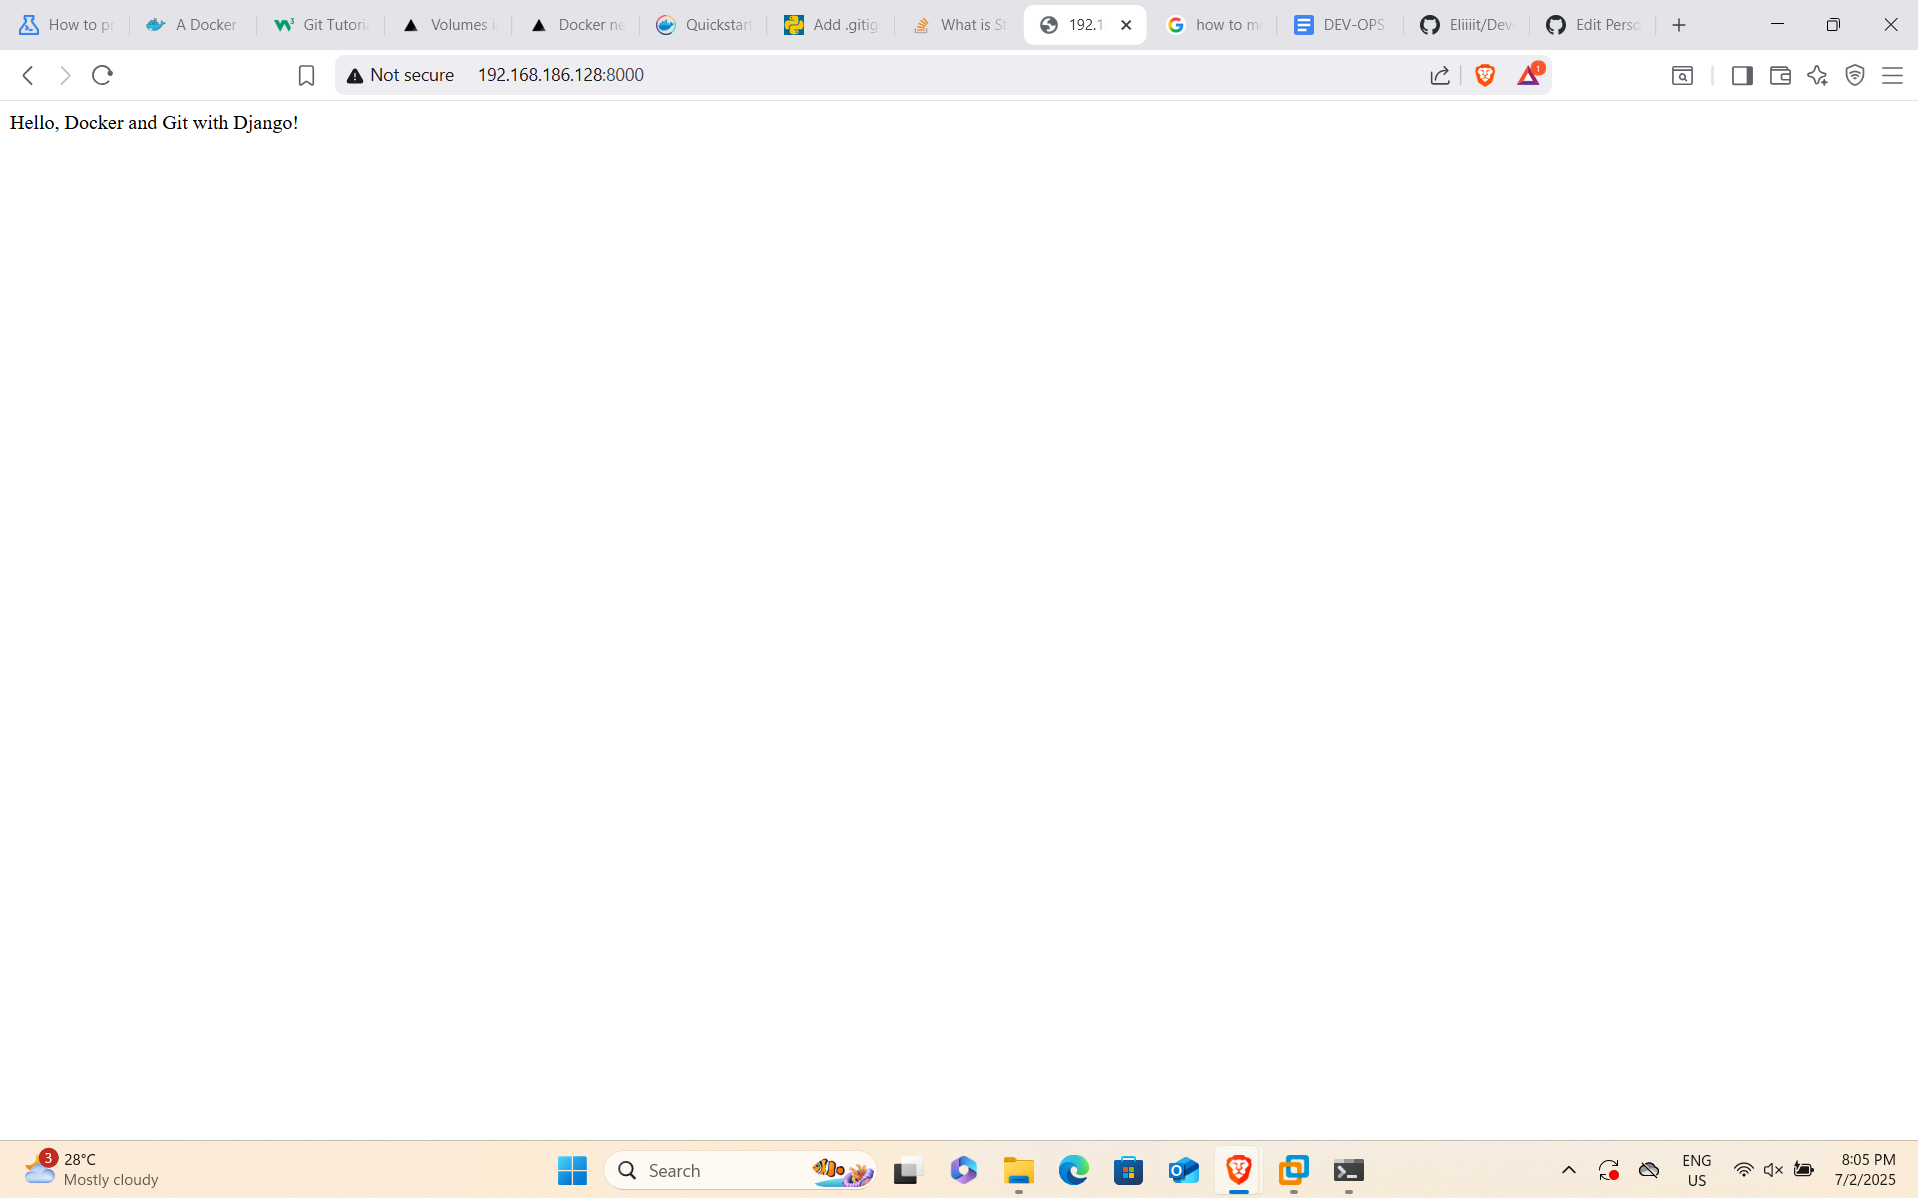 How to pr
A Docker
Git Tutoria
Volumes i
Docker ne
Quickstart
Add .gitig
What is St
192.1
how to m
DEV-OPS
Eliiiit/Dev
Edit Perso
Not secure 192.168.186.128:8000
1
Hello, Docker and Git with Django!
3
28°C
Mostly cloudy
Search
ENG
US
8:05 PM
7/2/2025